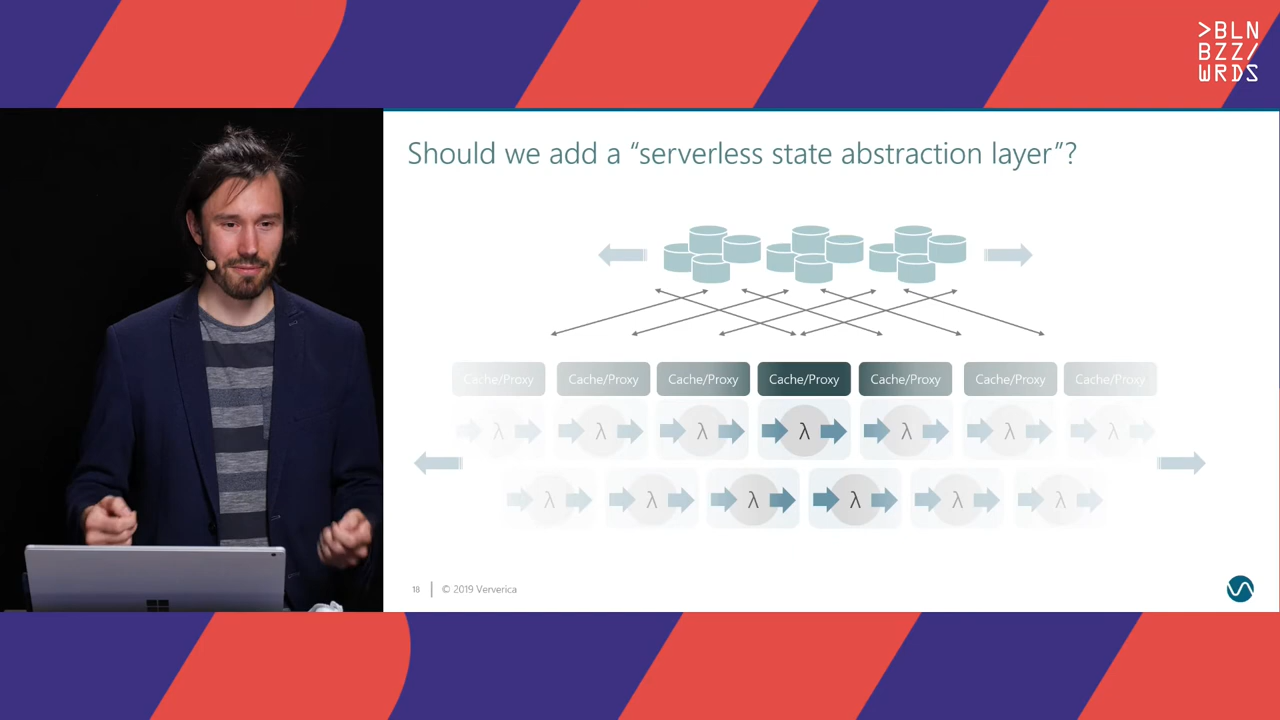 >BLN
BZZ/
WRDS
Should we add a “serverless state abstraction layer”?
Cache/Proxy Cache/Proxy Cache/Proxy Cache/Proxy Cache/Proxy Cache/Proxy Cache/Proxy
λ λ λ λ λ λ λ
λ λ λ λ λ λ
18 © 2019 Ververica